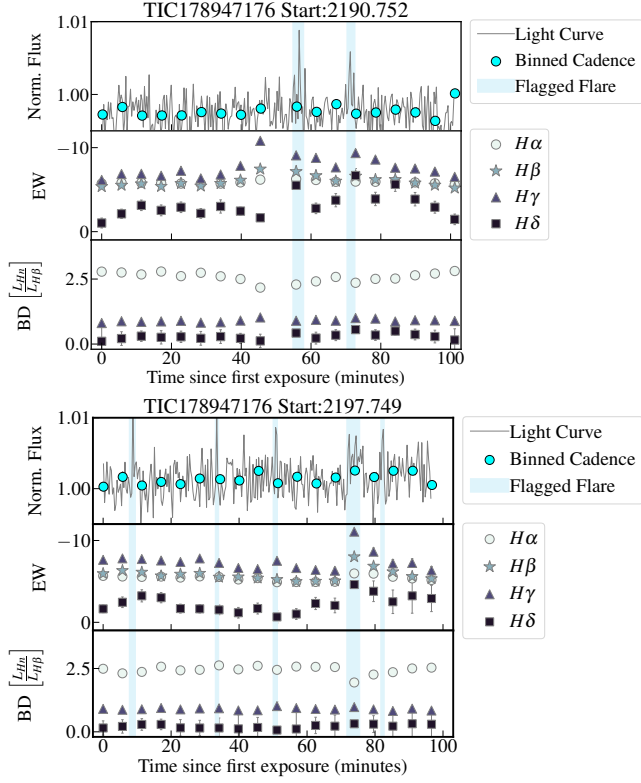 TIC178947176 Start:2190.752
1.01
1.00
Norm. Flux
Light Curve
Binned Cadence
Flagged Flare
−10
0
EW
Hα
Hβ
Hγ
Hδ
2.5
0.0
BD [L_Hn/L_Hβ]
0 20 40 60 80 100
Time since first exposure (minutes)
TIC178947176 Start:2197.749
1.01
1.00
Norm. Flux
Light Curve
Binned Cadence
Flagged Flare
−10
0
EW
Hα
Hβ
Hγ
Hδ
2.5
0.0
BD [L_Hn/L_Hβ]
0 20 40 60 80 100
Time since first exposure (minutes)